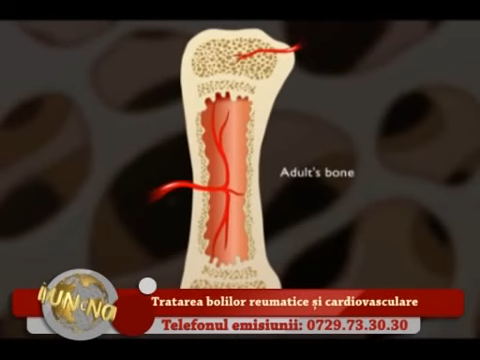 Adult's bone
Tratarea bolilor reumatice și cardiovasculare
Telefonul emisiunii: 0729.73.30.30